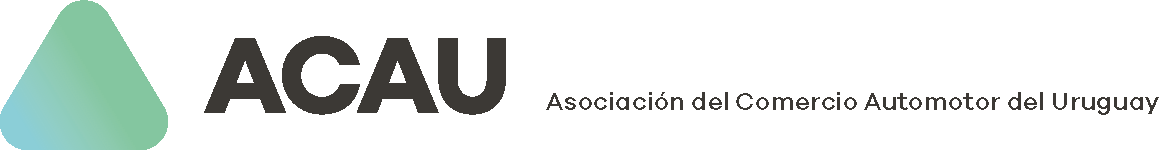 ACAU
Asociación del Comercio Automotor del Uruguay